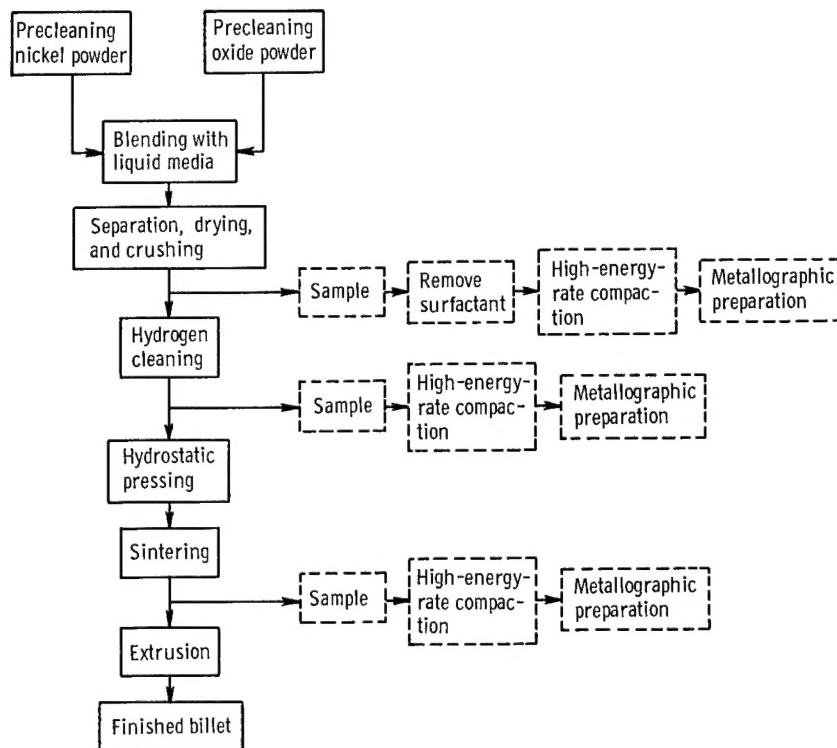 Precleaning
nickel powder
Precleaning
oxide powder
Blending with
liquid media
Separation, drying,
and crushing
Sample
Remove
surfactant
High-energy-
rate compac-
tion
Metallographic
preparation
Hydrogen
cleaning
Sample
High-energy-
rate compac-
tion
Metallographic
preparation
Hydrostatic
pressing
Sintering
Sample
High-energy-
rate compac-
tion
Metallographic
preparation
Extrusion
Finished billet